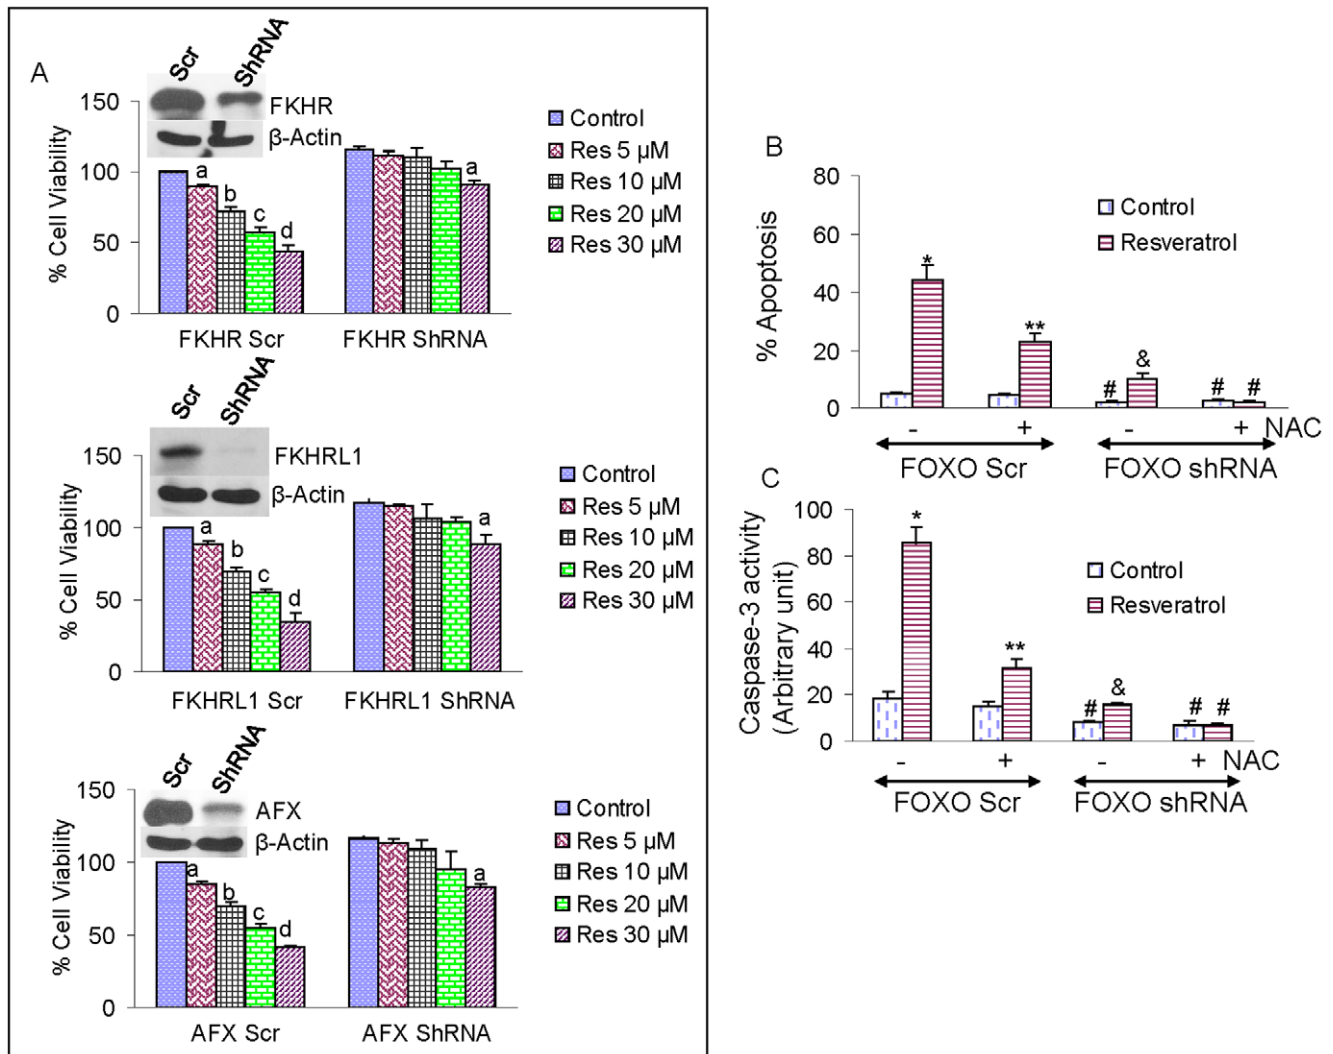 A
Scr
ShRNA
FKHR
β-Actin
% Cell Viability
150
100
50
0
a
b
c
d
a
FKHR Scr
FKHR ShRNA
Control
Res 5 µM
Res 10 µM
Res 20 µM
Res 30 µM
Scr
ShRNA
FKHRL1
β-Actin
% Cell Viability
150
100
50
0
a
b
c
d
a
FKHRL1 Scr
FKHRL1 ShRNA
Control
Res 5 µM
Res 10 µM
Res 20 µM
Res 30 µM
Scr
ShRNA
AFX
β-Actin
% Cell Viability
150
100
50
0
a
b
c
d
a
AFX Scr
AFX ShRNA
Control
Res 5 µM
Res 10 µM
Res 20 µM
Res 30 µM
B
% Apoptosis
80
60
40
20
0
Control
Resveratrol
*
**
#
&
#
#
- + - + NAC
FOXO Scr
FOXO shRNA
C
Caspase-3 activity
(Arbitrary unit)
100
80
60
40
20
0
Control
Resveratrol
*
**
#
&
#
#
- + - + NAC
FOXO Scr
FOXO shRNA